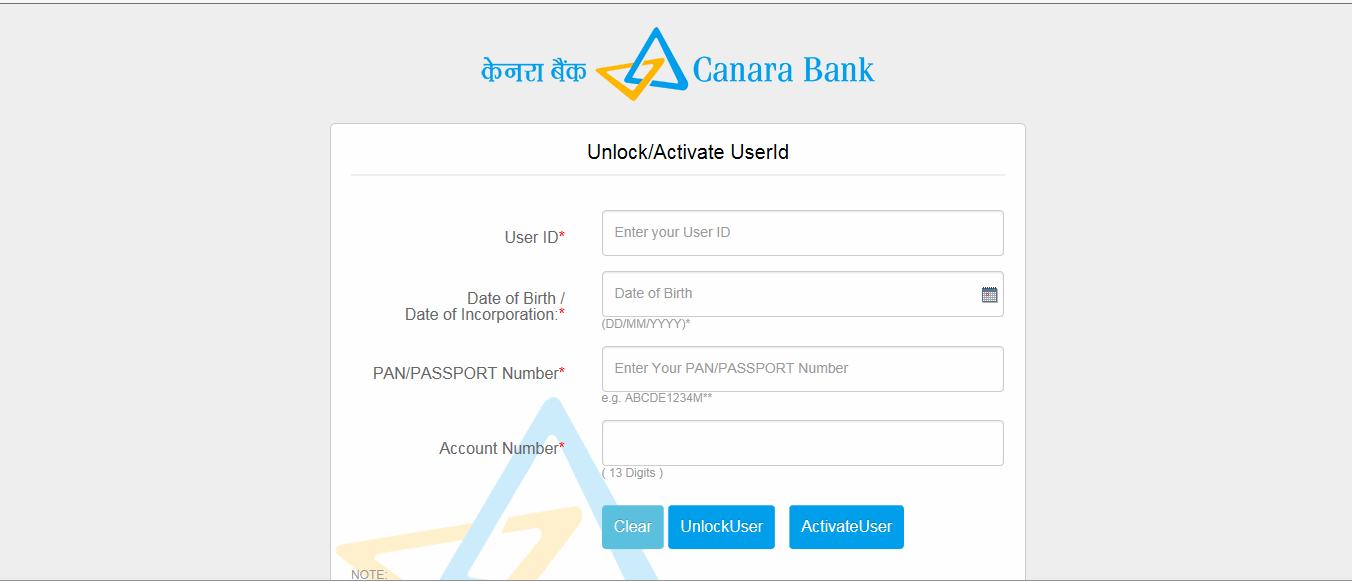 केनरा बैंक Canara Bank
Unlock/Activate UserId
User ID* Enter your User ID
Date of Birth / Date of Birth
Date of Incorporation:*
(DD/MM/YYYY)*
PAN/PASSPORT Number* Enter Your PAN/PASSPORT Number
e.g. ABCDE1234M**
Account Number*
( 13 Digits )
Clear UnlockUser ActivateUser
NOTE: